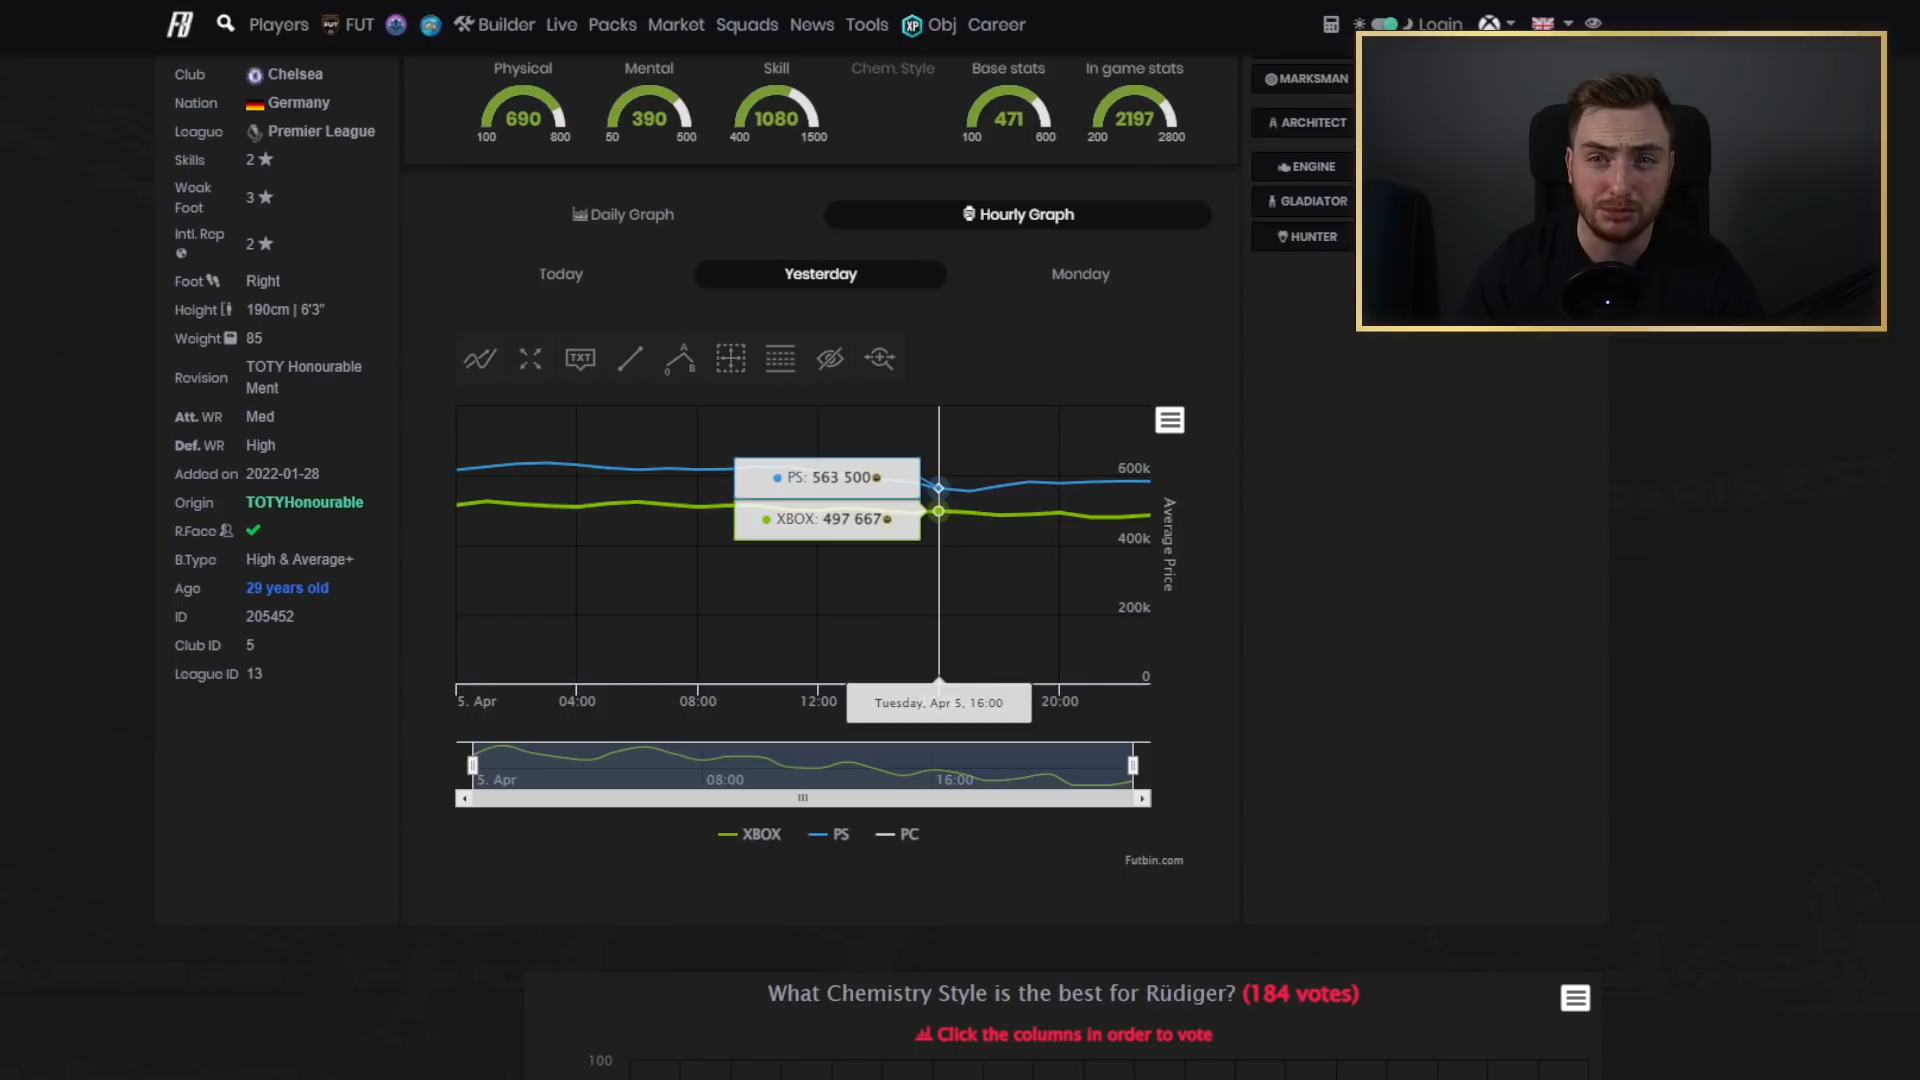 Players FUT Builder Live Packs Market Squads News Tools XP Obj Career Login
Club Chelsea
Nation Germany
League Premier League
Skills 2
Weak Foot 3
Intl. Rep 2
Foot Right
Height 190cm | 6'3"
Weight 85
Revision TOTY Honourable
Ment
Att. WR Med
Def. WR High
Added on 2022-01-28
Origin TOTYHonourable
R.Face
B.Type High & Average+
Age 29 years old
ID 205452
Club ID 5
League ID 13
Physical Mental Skill Chem. Style Base stats In game stats
690 390 1080 471 2197
100 800 50 500 400 1500 100 600 200 2800
Daily Graph Hourly Graph
Today Yesterday Monday
TXT
A
0 B
PS: 563 500
XBOX: 497 667
600k
400k
200k
0
Average Price
5. Apr 04:00 08:00 12:00 Tuesday, Apr 5, 16:00 20:00
5. Apr 08:00 16:00
XBOX PS PC
Futbin.com
MARKSMAN
ARCHITECT
ENGINE
GLADIATOR
HUNTER
What Chemistry Style is the best for Rüdiger? (184 votes)
Click the columns in order to vote
100